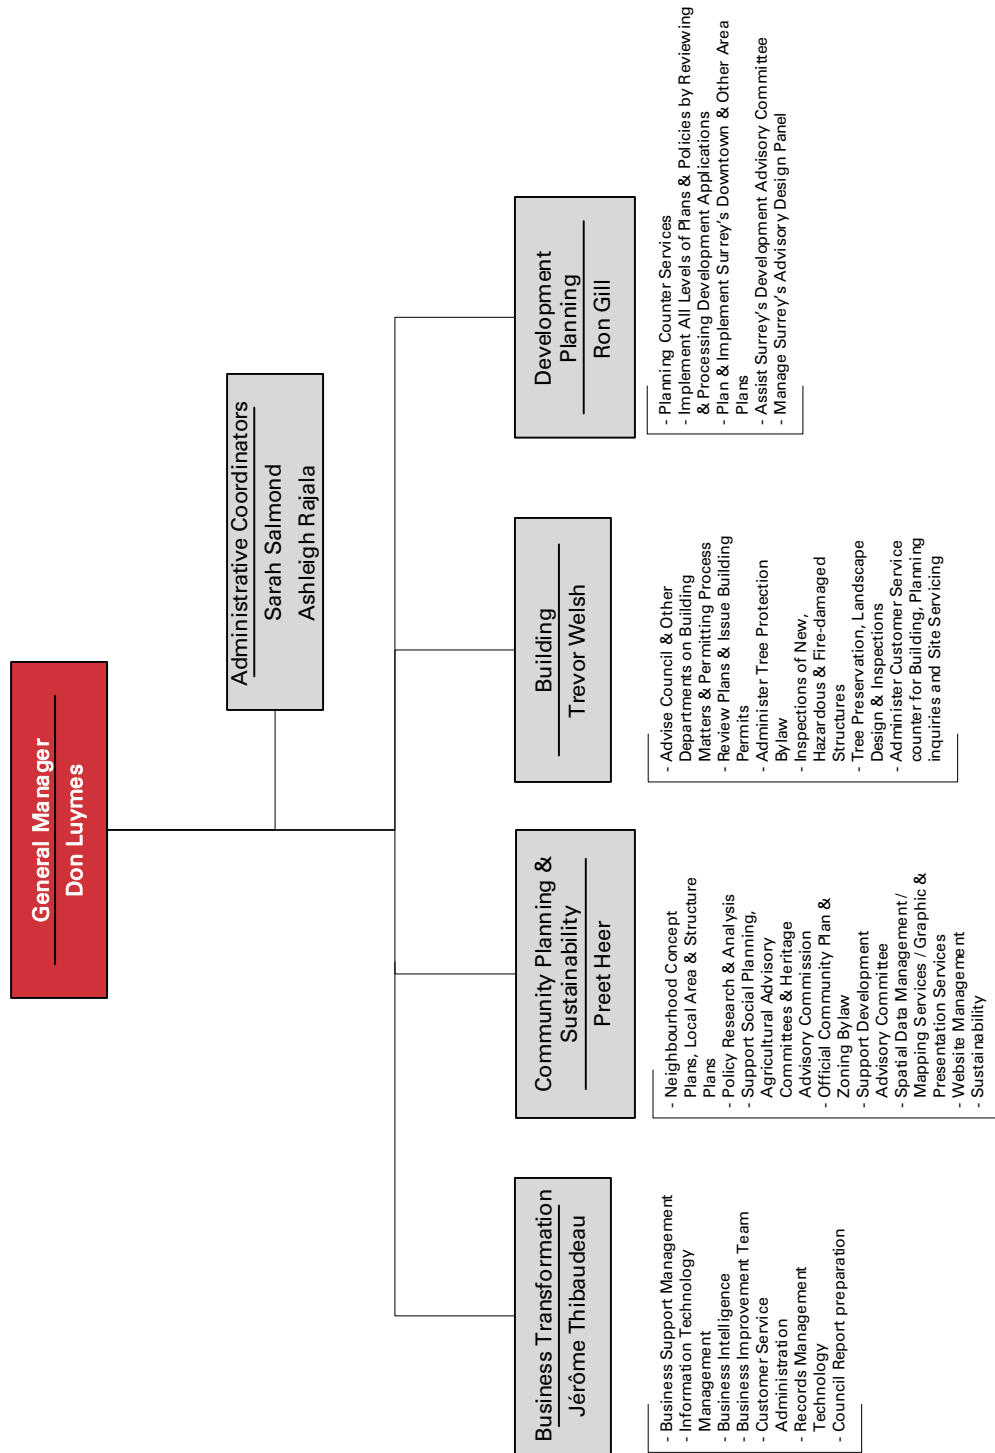 General Manager
Don Luymes
Administrative Coordinators
Sarah Salmond
Ashleigh Rajala
Business Transformation
Jérôme Thibaudeau
- Business Support Management
- Information Technology
Management
- Business Intelligence
- Business Improvement Team
- Customer Service
Administration
- Records Management
Technology
- Council Report preparation
Community Planning &
Sustainability
Preet Heer
- Neighbourhood Concept
Plans, Local Area & Structure
Plans
- Policy Research & Analysis
- Support Social Planning,
Agricultural Advisory
Committees & Heritage
Advisory Commission
- Official Community Plan &
Zoning Bylaw
- Support Development
Advisory Committee
- Spatial Data Management /
Mapping Services / Graphic &
Presentation Services
- Website Management
- Sustainability
Building
Trevor Welsh
- Advise Council & Other
Departments on Building
Matters & Permitting Process
- Review Plans & Issue Building
Permits
- Administer Tree Protection
Bylaw
- Inspections of New,
Hazardous & Fire-damaged
Structures
- Tree Preservation, Landscape
Design & Inspections
- Administer Customer Service
counter for Building, Planning
inquiries and Site Servicing
Development
Planning
Ron Gill
- Planning Counter Services
- Implement All Levels of Plans & Policies by Reviewing
& Processing Development Applications
- Plan & Implement Surrey's Downtown & Other Area
Plans
- Assist Surrey's Development Advisory Committee
- Manage Surrey's Advisory Design Panel